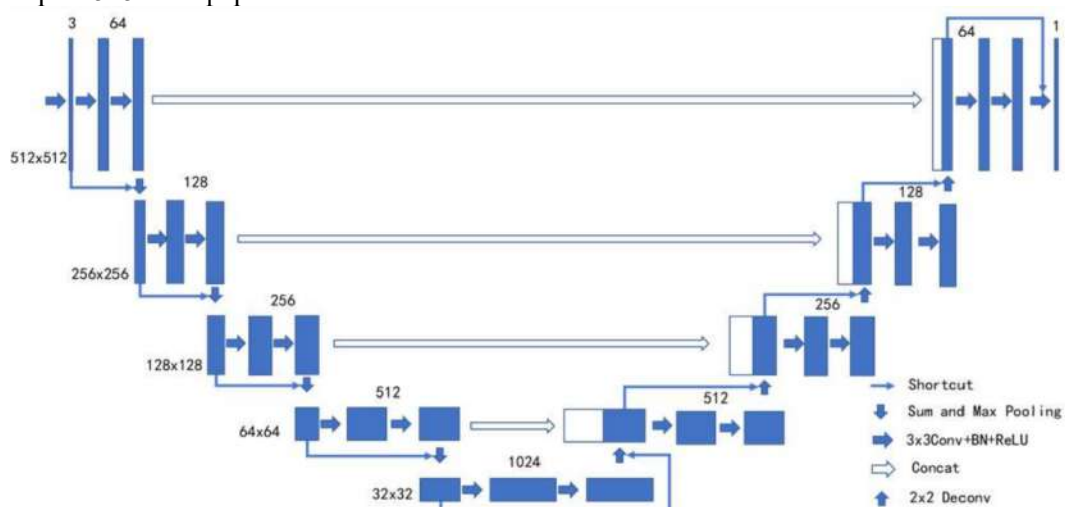 3
64
64
1
512x512
128
128
256x256
256
256
128x128
512
512
64x64
1024
32x32
Shortcut
Sum and Max Pooling
3x3Conv+BN+ReLU
Concat
2x2 Deconv